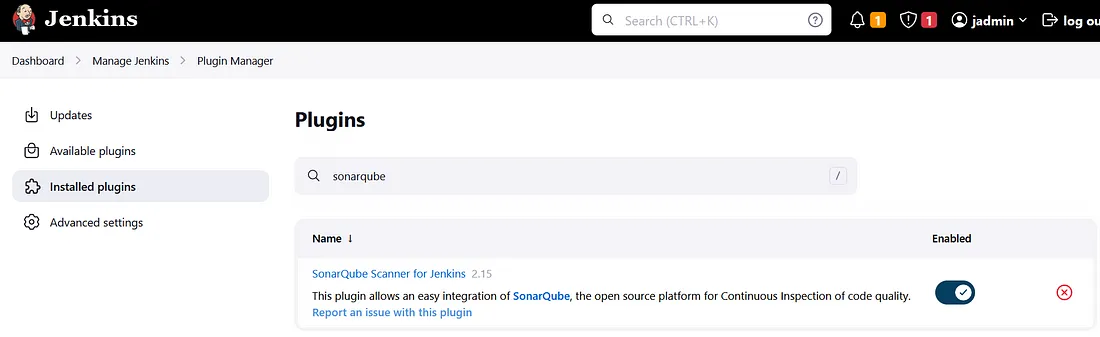 Jenkins
Search (CTRL+K)
1
1
jadmin
log ou
Dashboard > Manage Jenkins > Plugin Manager
Updates
Available plugins
Installed plugins
Advanced settings
Plugins
sonarqube
/
Name ↓
Enabled
SonarQube Scanner for Jenkins 2.15
This plugin allows an easy integration of SonarQube, the open source platform for Continuous Inspection of code quality.
Report an issue with this plugin